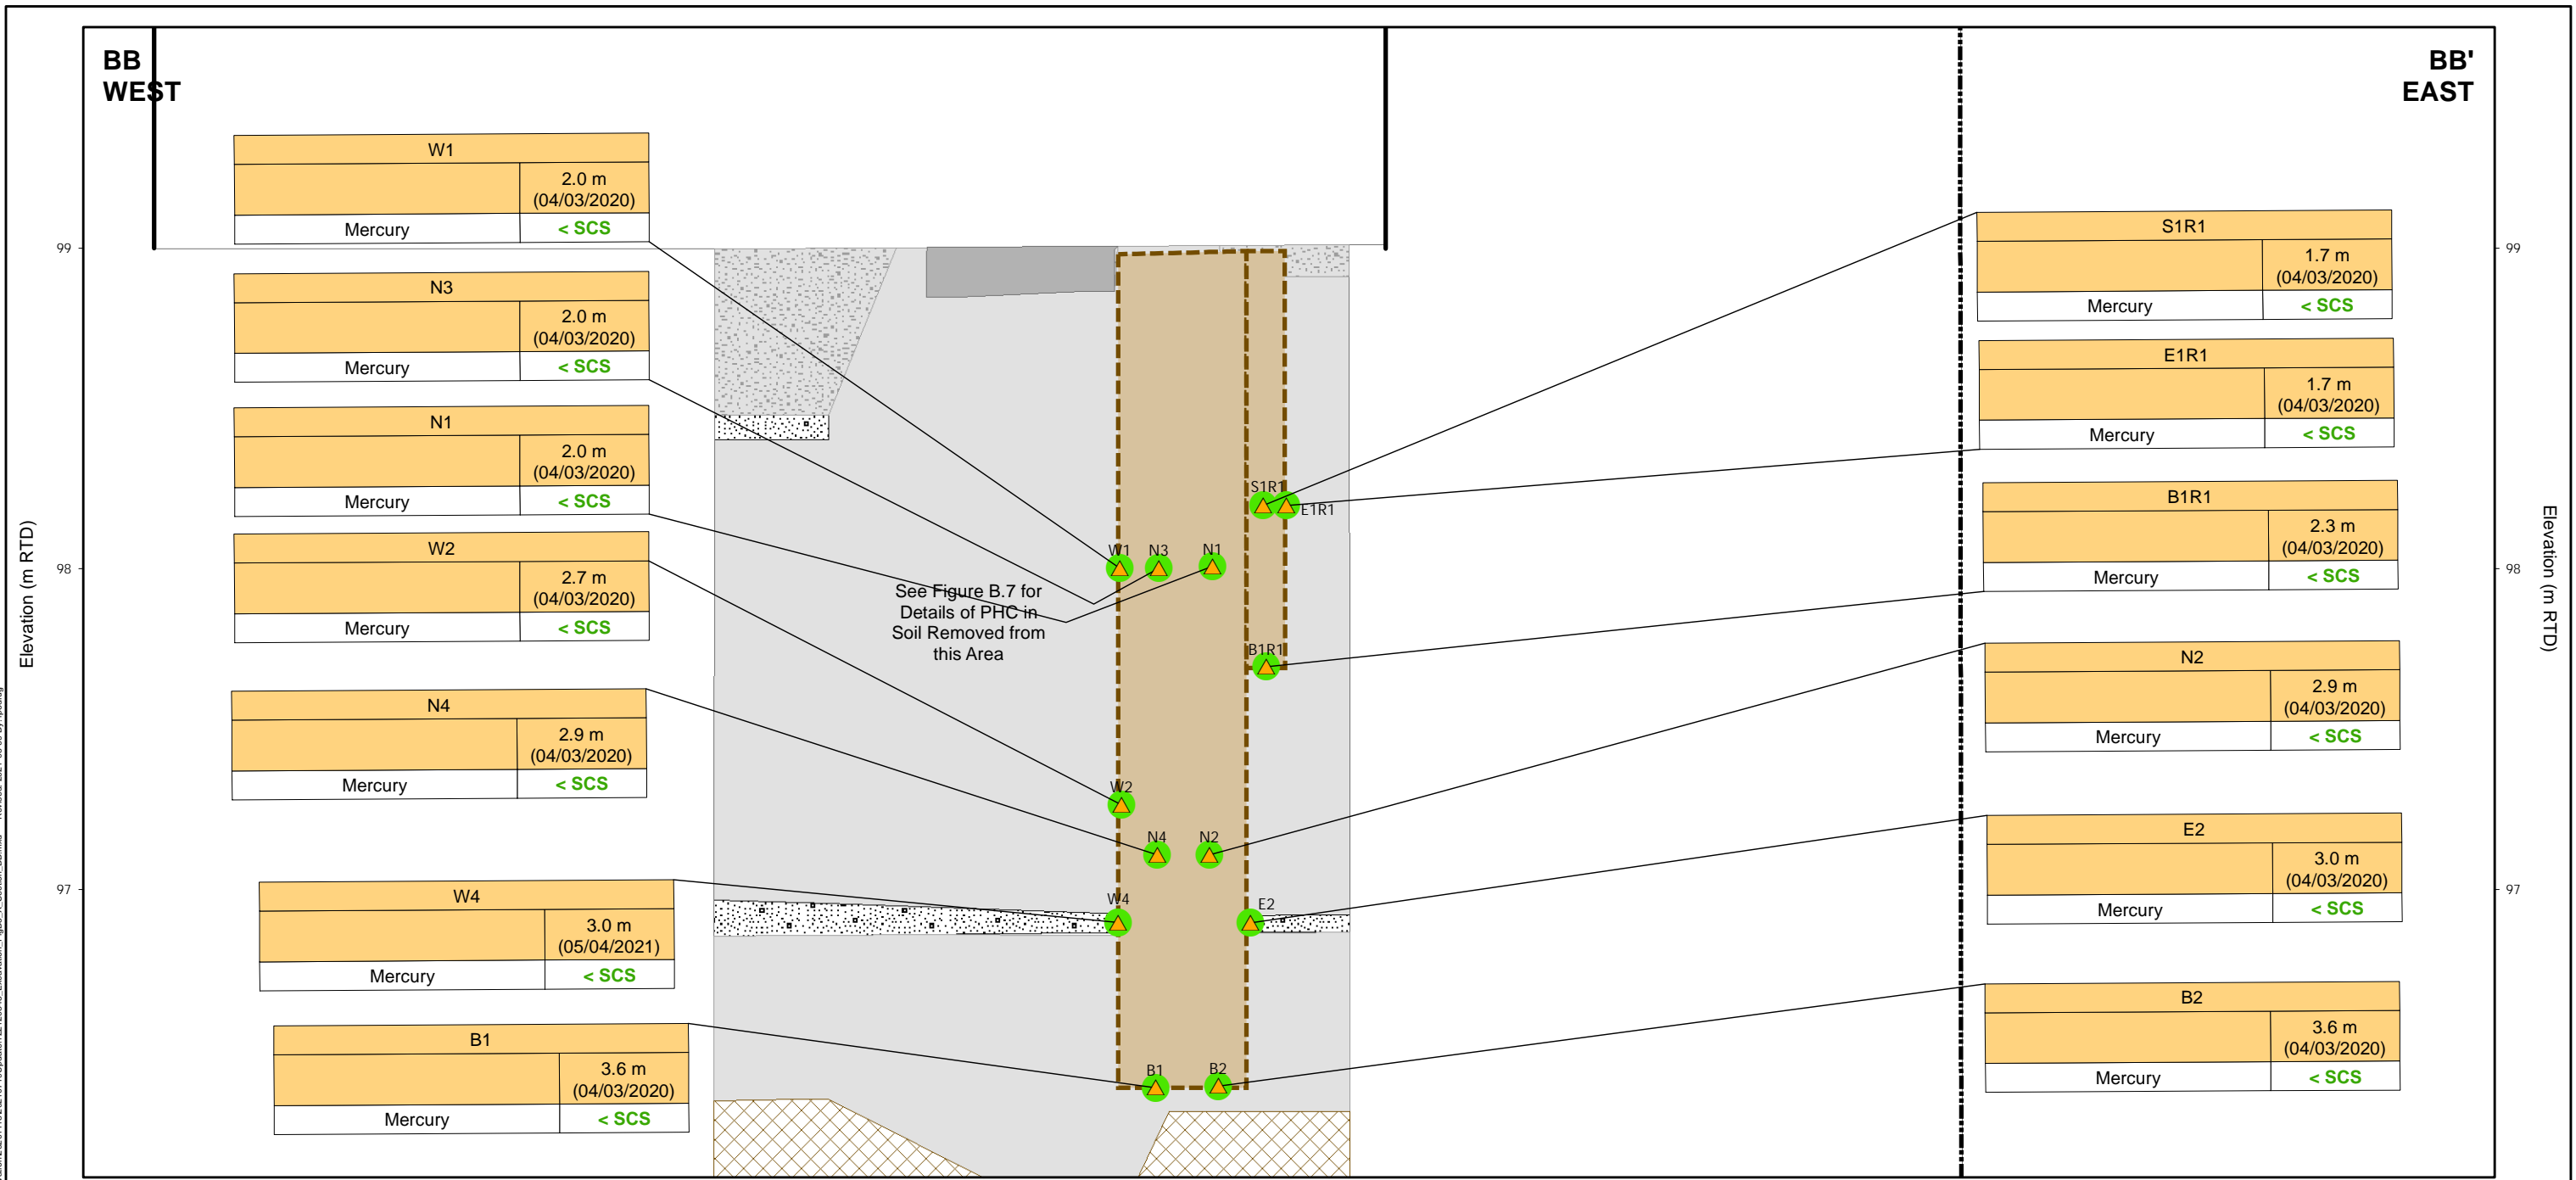 BB
WEST
BB'
EAST
W1
2.0 m
(04/03/2020)
Mercury
< SCS
N3
2.0 m
(04/03/2020)
Mercury
< SCS
N1
2.0 m
(04/03/2020)
Mercury
< SCS
W2
2.7 m
(04/03/2020)
Mercury
< SCS
N4
2.9 m
(04/03/2020)
Mercury
< SCS
W4
3.0 m
(05/04/2021)
Mercury
< SCS
B1
3.6 m
(04/03/2020)
Mercury
< SCS
99
98
97
Elevation (m RTD)
W1 N3 N1
S1R1
E1R1
See Figure B.7 for
Details of PHC in
Soil Removed from
this Area
B1R1
W2
N4 N2
W4 E2
B1 B2
S1R1
1.7 m
(04/03/2020)
Mercury
< SCS
E1R1
1.7 m
(04/03/2020)
Mercury
< SCS
B1R1
2.3 m
(04/03/2020)
Mercury
< SCS
N2
2.9 m
(04/03/2020)
Mercury
< SCS
E2
3.0 m
(04/03/2020)
Mercury
< SCS
B2
3.6 m
(04/03/2020)
Mercury
< SCS
99
98
97
Elevation (m RTD)